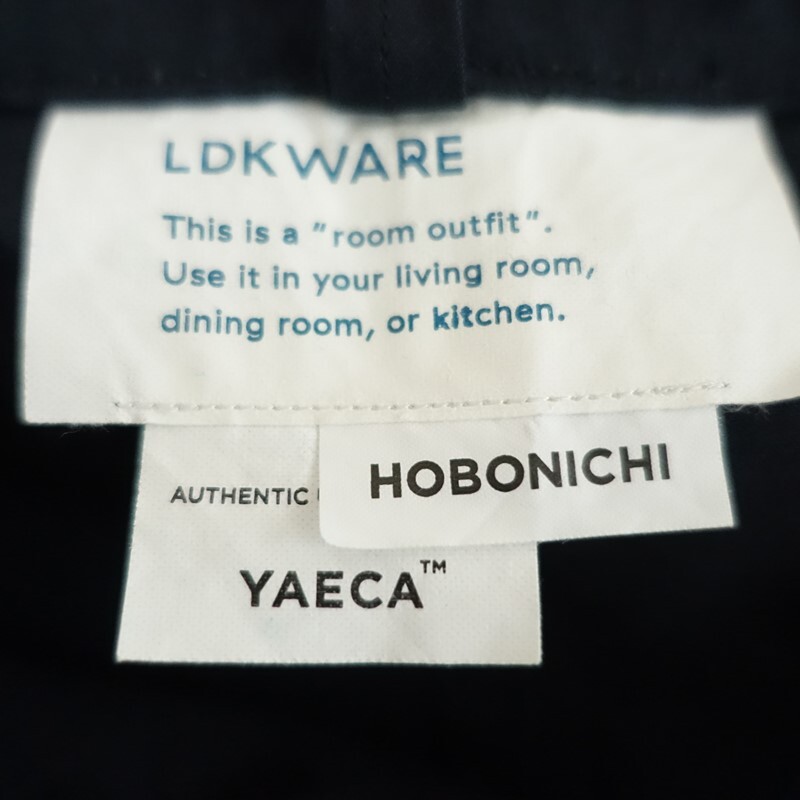 LDKWARE
This is a "room outfit".
Use it in your living room,
dining room, or kitchen.
HOBONICHI
AUTHENTIC
YAECA™